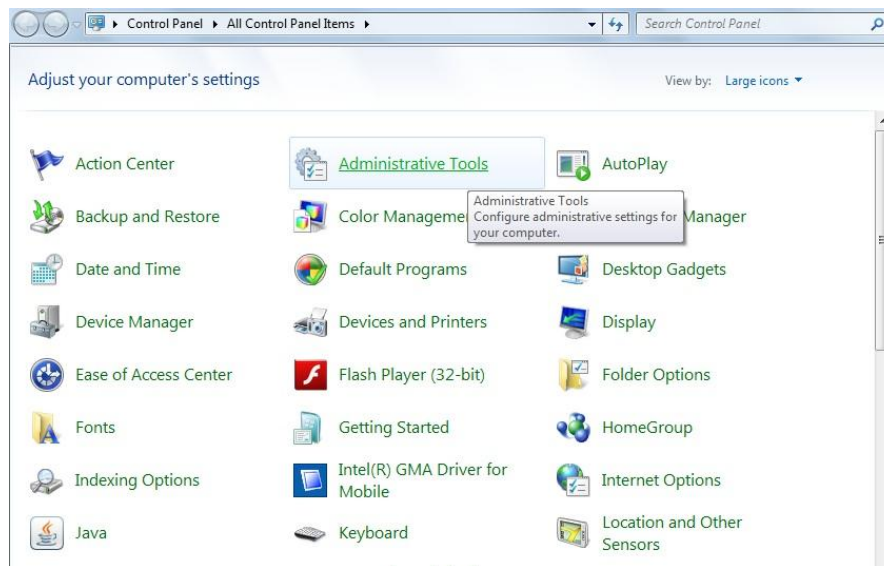 Control Panel ▸ All Control Panel Items ▸
Search Control Panel
Adjust your computer's settings
View by: Large icons
Action Center
Administrative Tools
AutoPlay
Administrative Tools
Configure administrative settings for
your computer.
Backup and Restore
Color Manageme
Manager
Date and Time
Default Programs
Desktop Gadgets
Device Manager
Devices and Printers
Display
Ease of Access Center
Flash Player (32-bit)
Folder Options
Fonts
Getting Started
HomeGroup
Indexing Options
Intel(R) GMA Driver for
Mobile
Internet Options
Java
Keyboard
Location and Other
Sensors